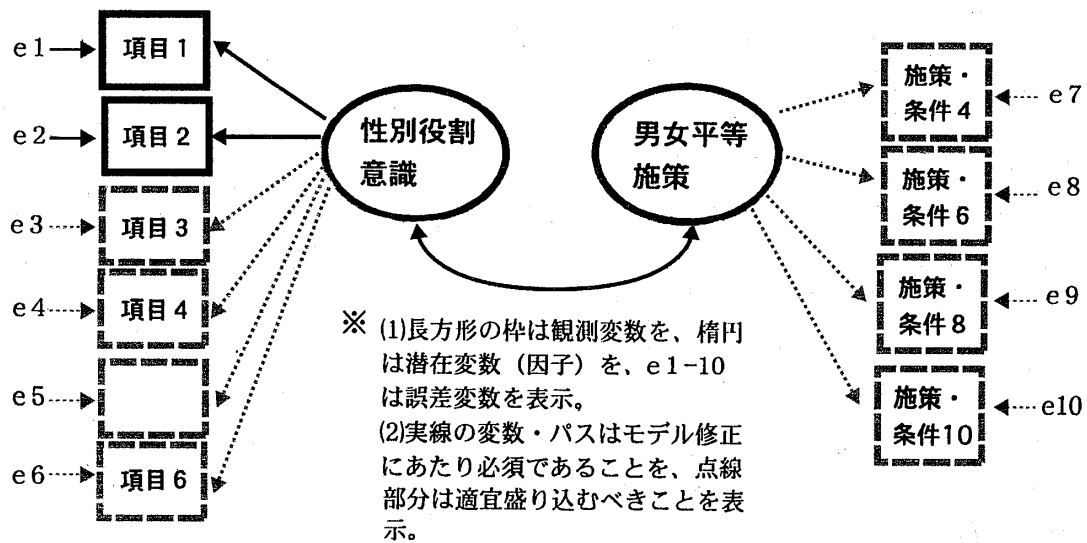 e1
項目1
e2
項目2
e3
項目3
e4
項目4
e5
e6
項目6
性別役割
意識
男女平等
施策
施策・
条件4
e7
施策・
条件6
e8
施策・
条件8
e9
施策・
条件10
e10
※ (1)長方形の枠は観測変数を、楕円
は潜在変数（因子）を、e1-10
は誤差変数を表示。
(2)実線の変数・パスはモデル修正
にあたり必須であることを、点線
部分は適宜盛り込むべきことを表
示。